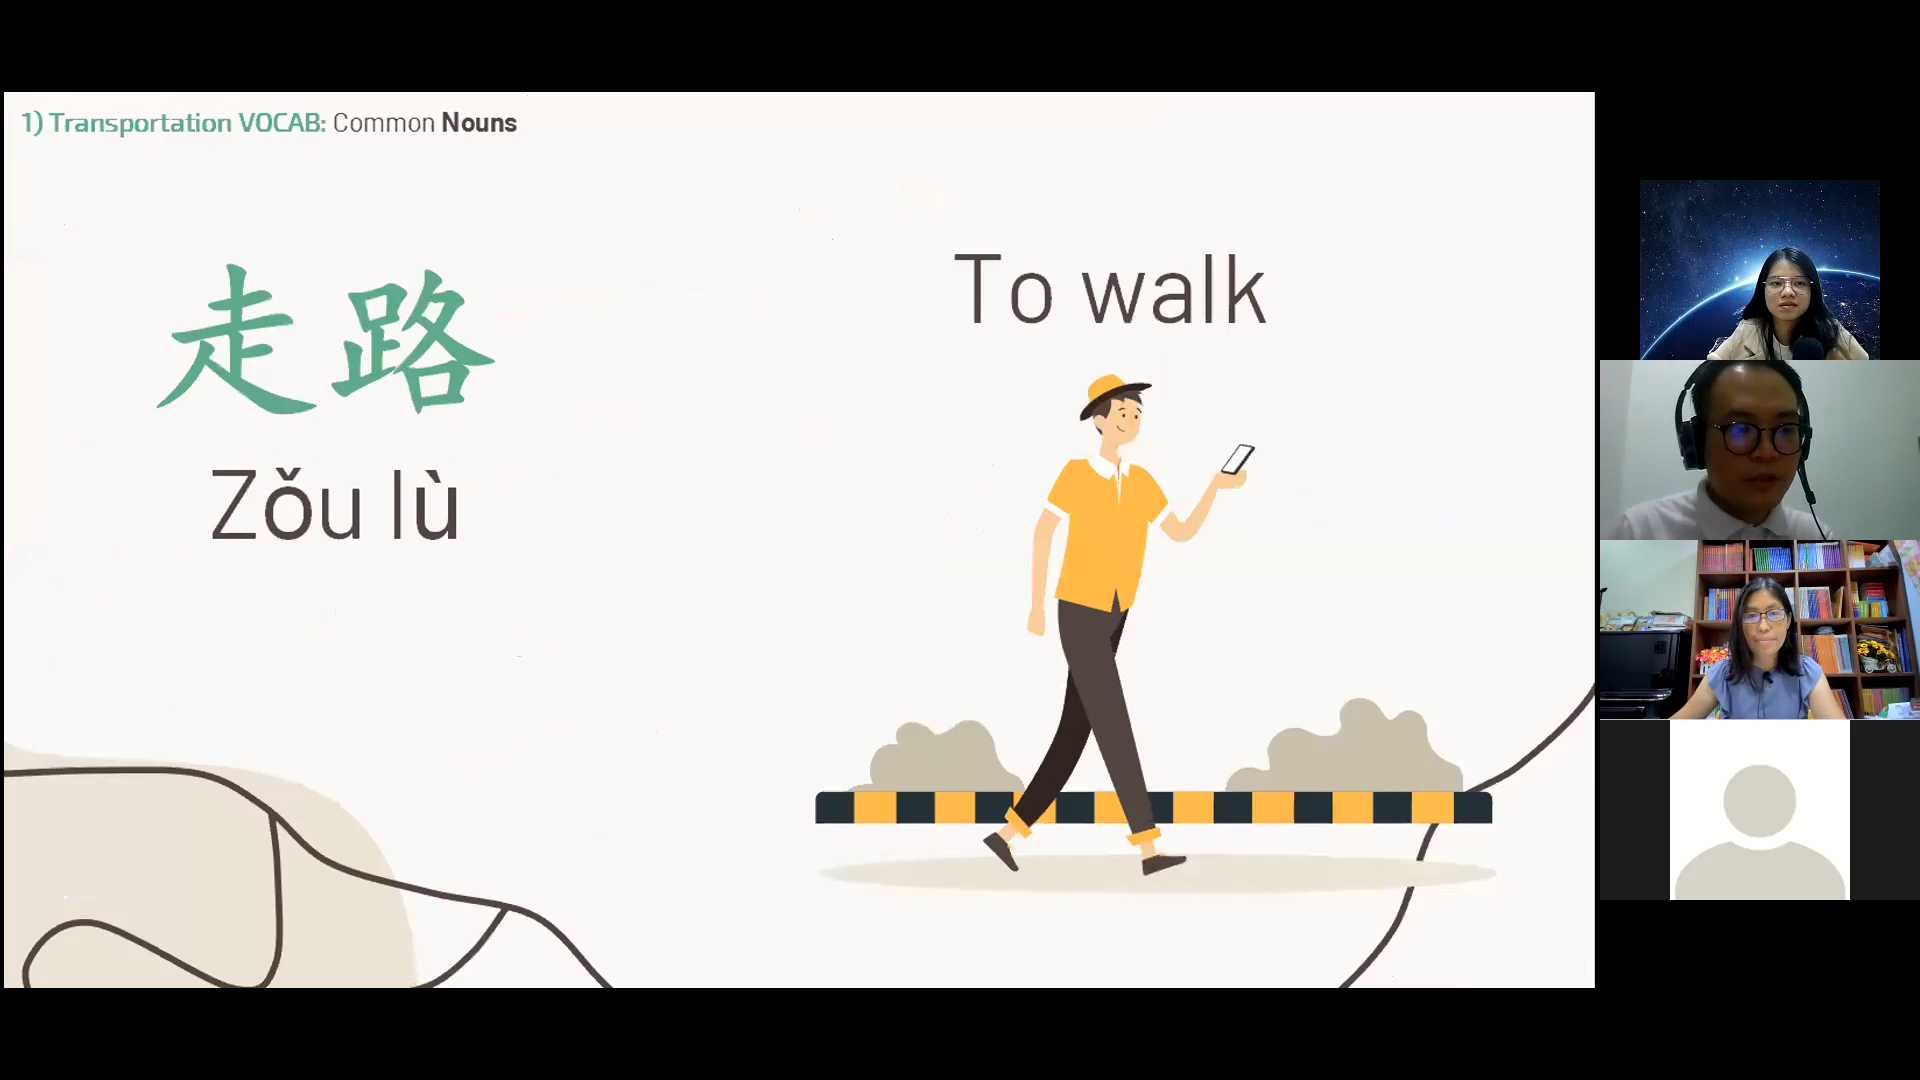 1) Transportation VOCAB: Common Nouns
走路
Zǒu lù
To walk